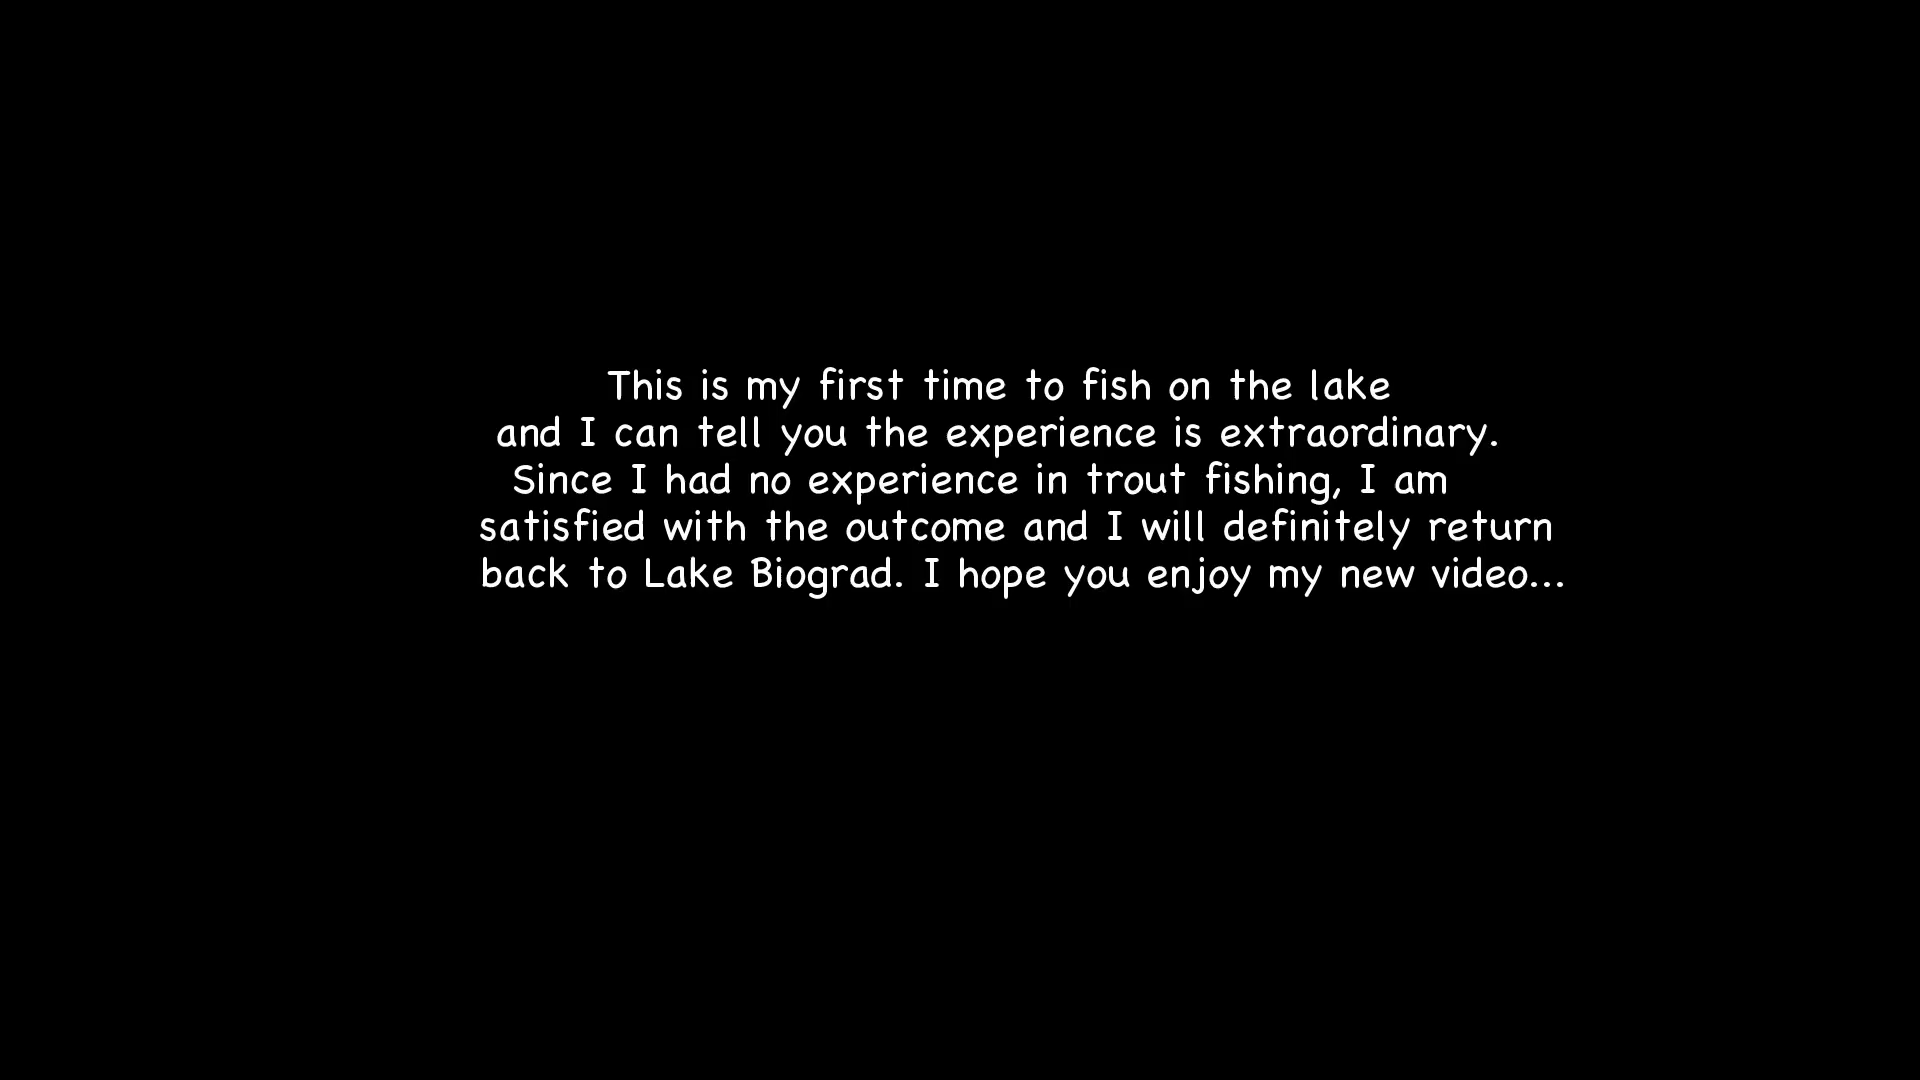 This is my first time to fish on the lake
and I can tell you the experience is extraordinary.
Since I had no experience in trout fishing, I am
satisfied with the outcome and I will definitely return
back to Lake Biograd. I hope you enjoy my new video...